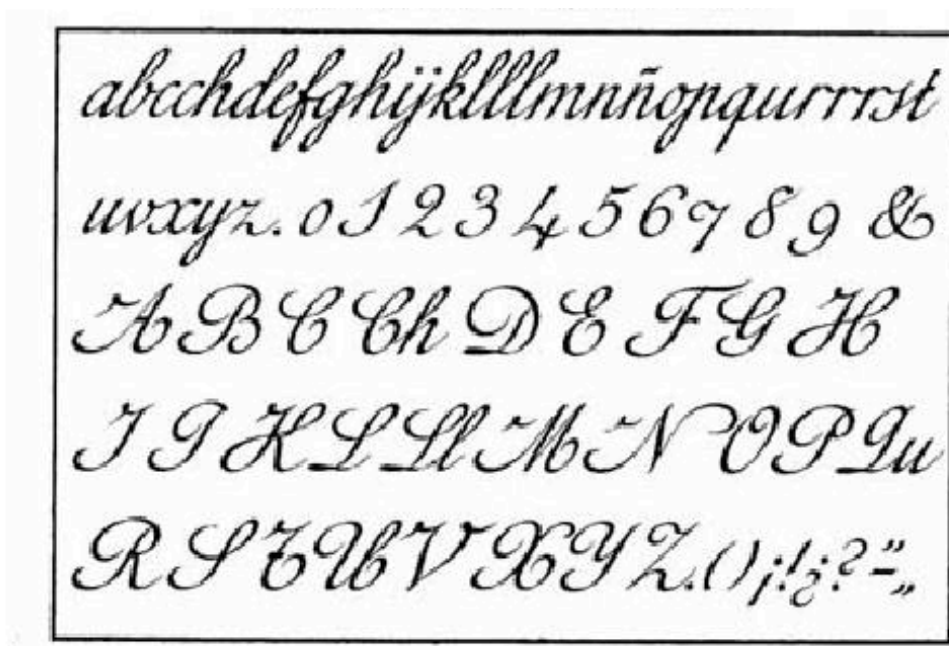 abcchdefghijklllmnñopqurrrst
uvxyz. 0 1 2 3 4 5 6 7 8 9 &
A B C Ch D E F G H
I J K L Ll M N O P Qu
R S T U V X Y Z.() ¡! ¿? " - „